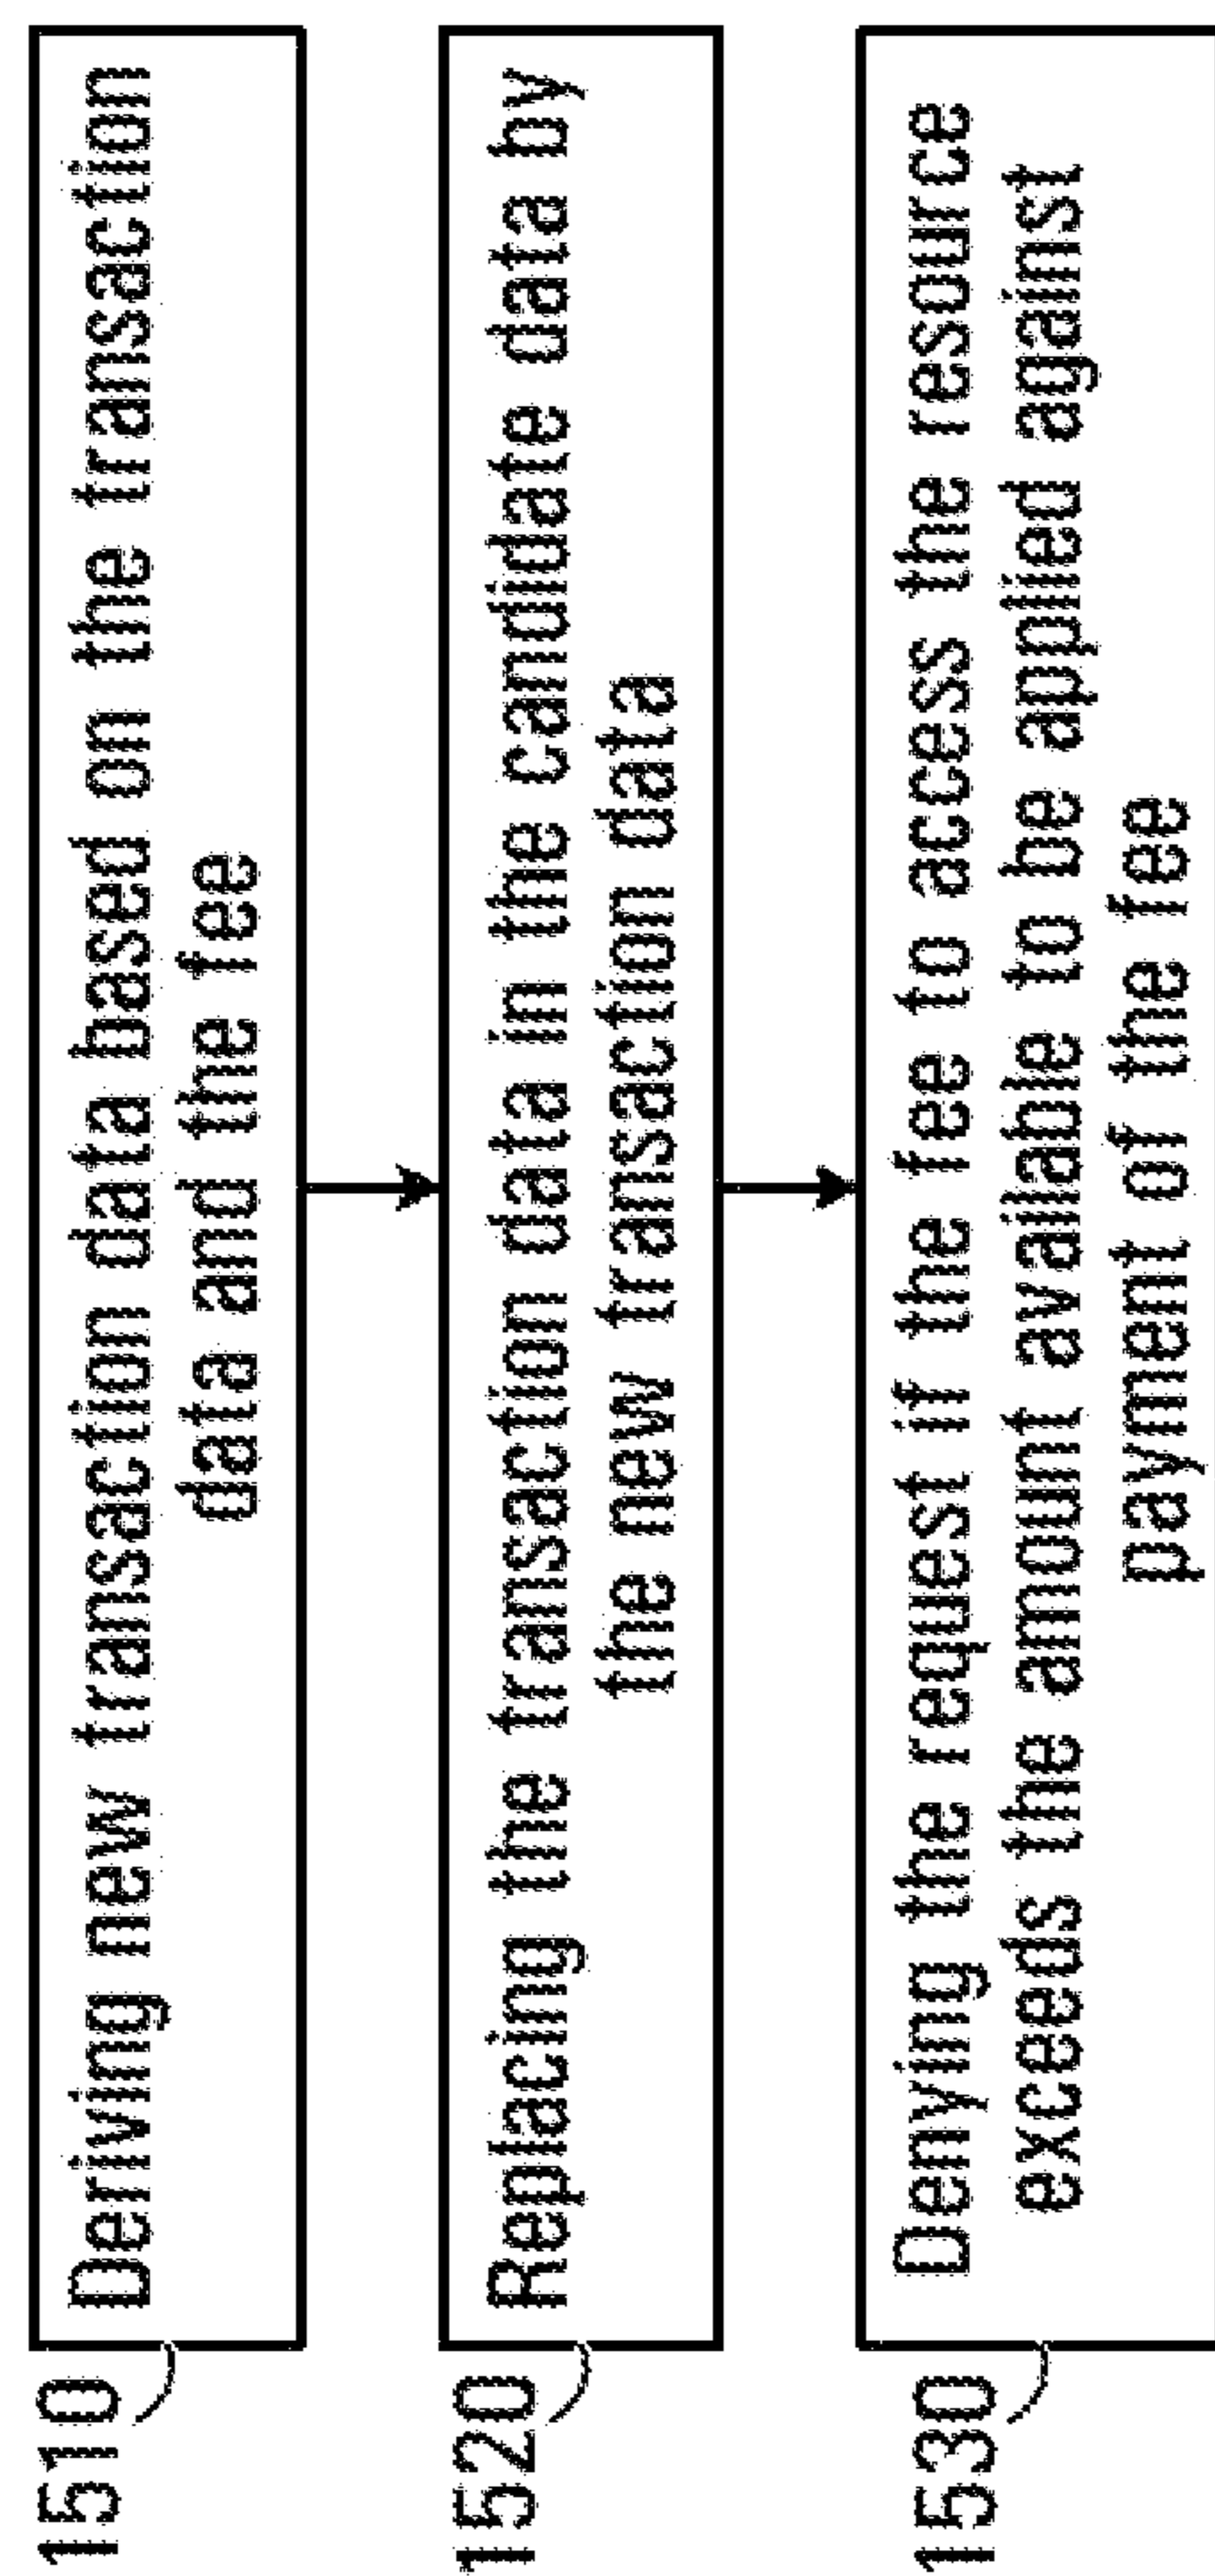 1510
Deriving new transaction data based on the transaction
data and the fee
1520
Replacing the transaction data in the candidate data by
the new transaction data
1530
Denying the request if the fee to access the resource
exceeds the amount available to be applied against
payment of the fee